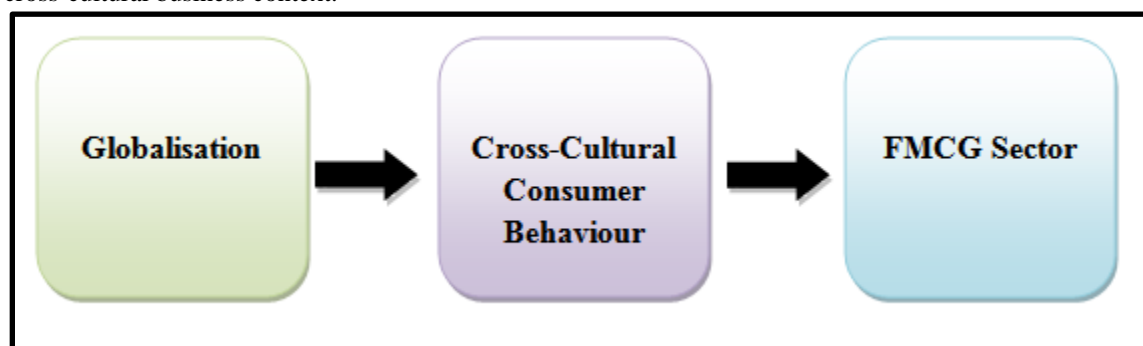 cross-cultural business context.
Globalisation
Cross-Cultural
Consumer
Behaviour
FMCG Sector